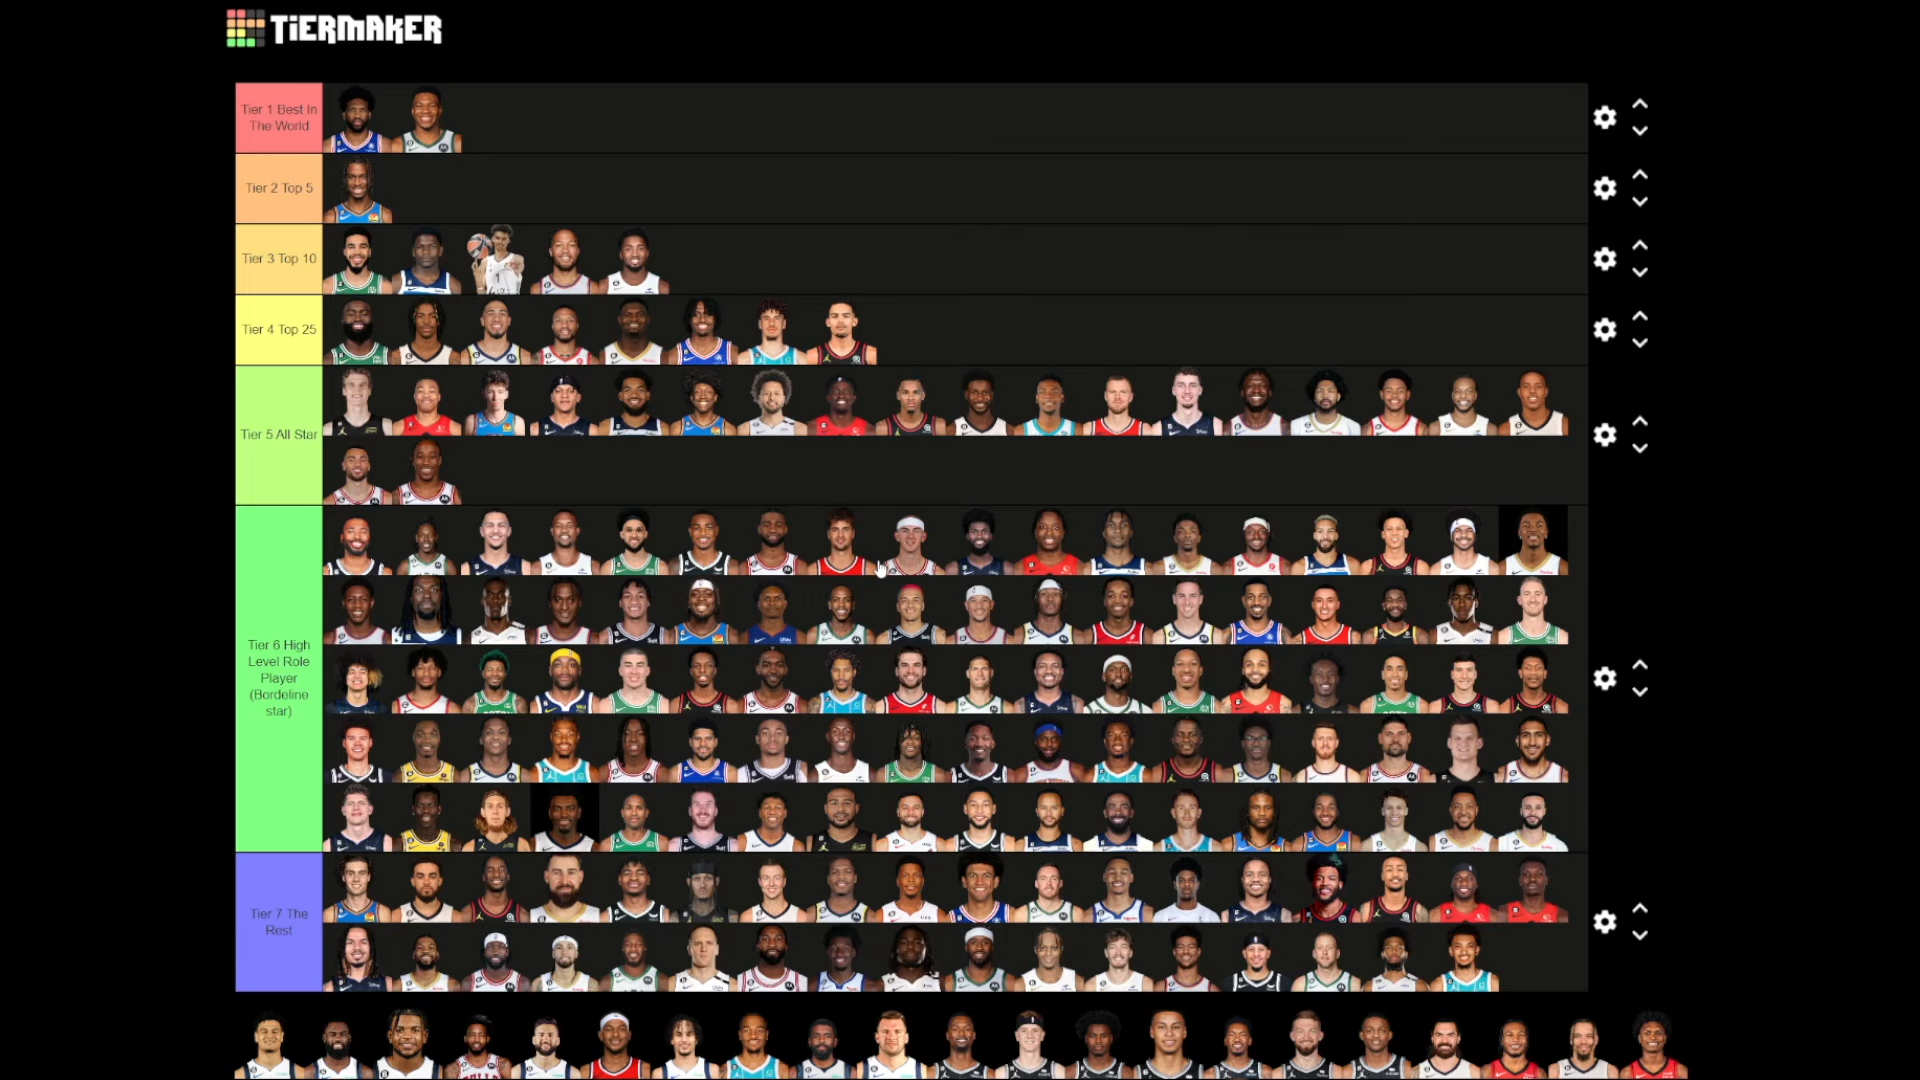 TiERMAKER
Tier 1 Best In
The World
Tier 2 Top 5
Tier 3 Top 10
Tier 4 Top 25
Tier 5 All Star
Tier 6 High
Level Role
Player
(Bordeline
star)
Tier 7 The
Rest